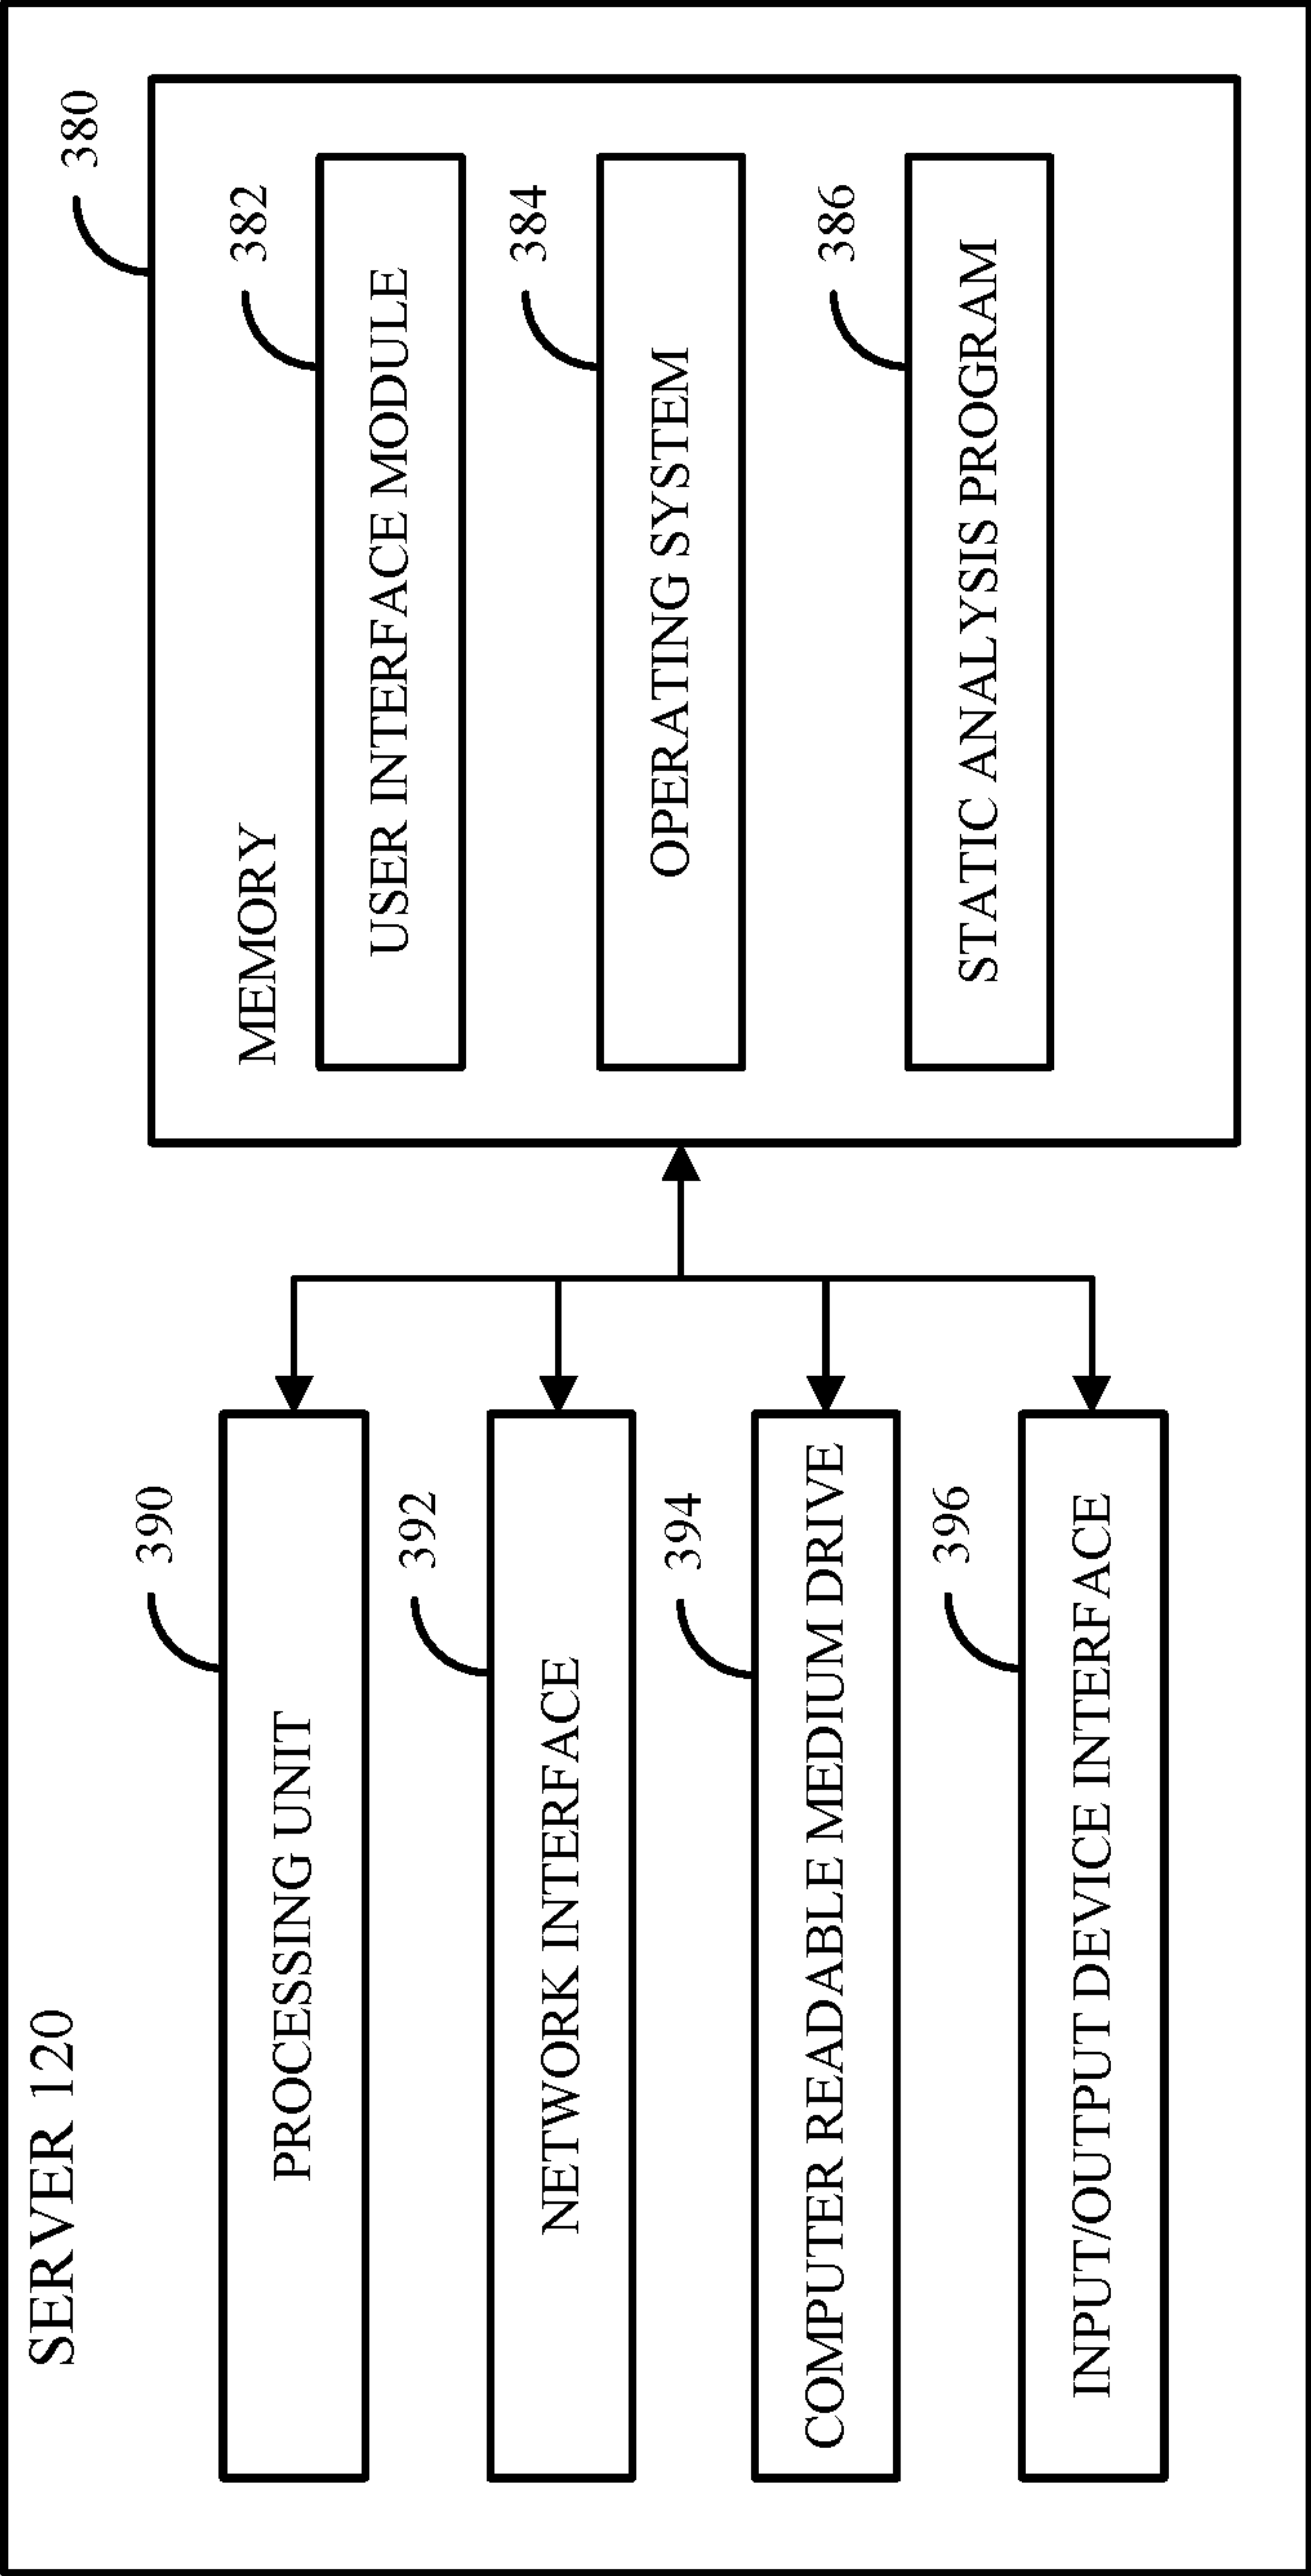 SERVER 120
390
PROCESSING UNIT
392
NETWORK INTERFACE
394
COMPUTER READABLE MEDIUM DRIVE
396
INPUT/OUTPUT DEVICE INTERFACE
380
MEMORY
382
USER INTERFACE MODULE
384
OPERATING SYSTEM
386
STATIC ANALYSIS PROGRAM